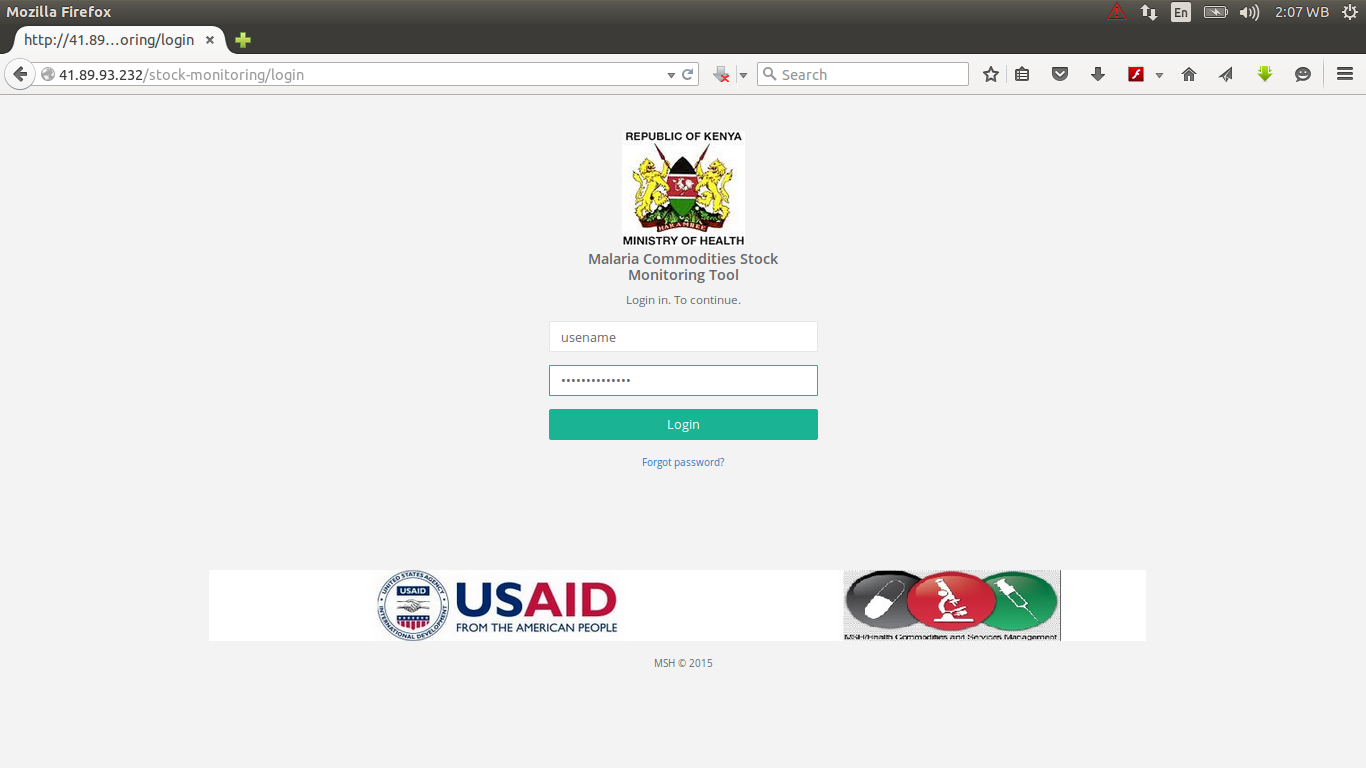 Mozilla Firefox
En
2:07 WB
http://41.89...oring/login
41.89.93.232/stock-monitoring/login
Search
REPUBLIC OF KENYA
HARAMBEE
MINISTRY OF HEALTH
Malaria Commodities Stock
Monitoring Tool
Login in. To continue.
usename
••••••••••••••
Login
Forgot password?
UNITED STATES AGENCY
USAID
INTERNATIONAL DEVELOPMENT
USAID
FROM THE AMERICAN PEOPLE
MSH/Health Commodities and Services Management
MSH © 2015